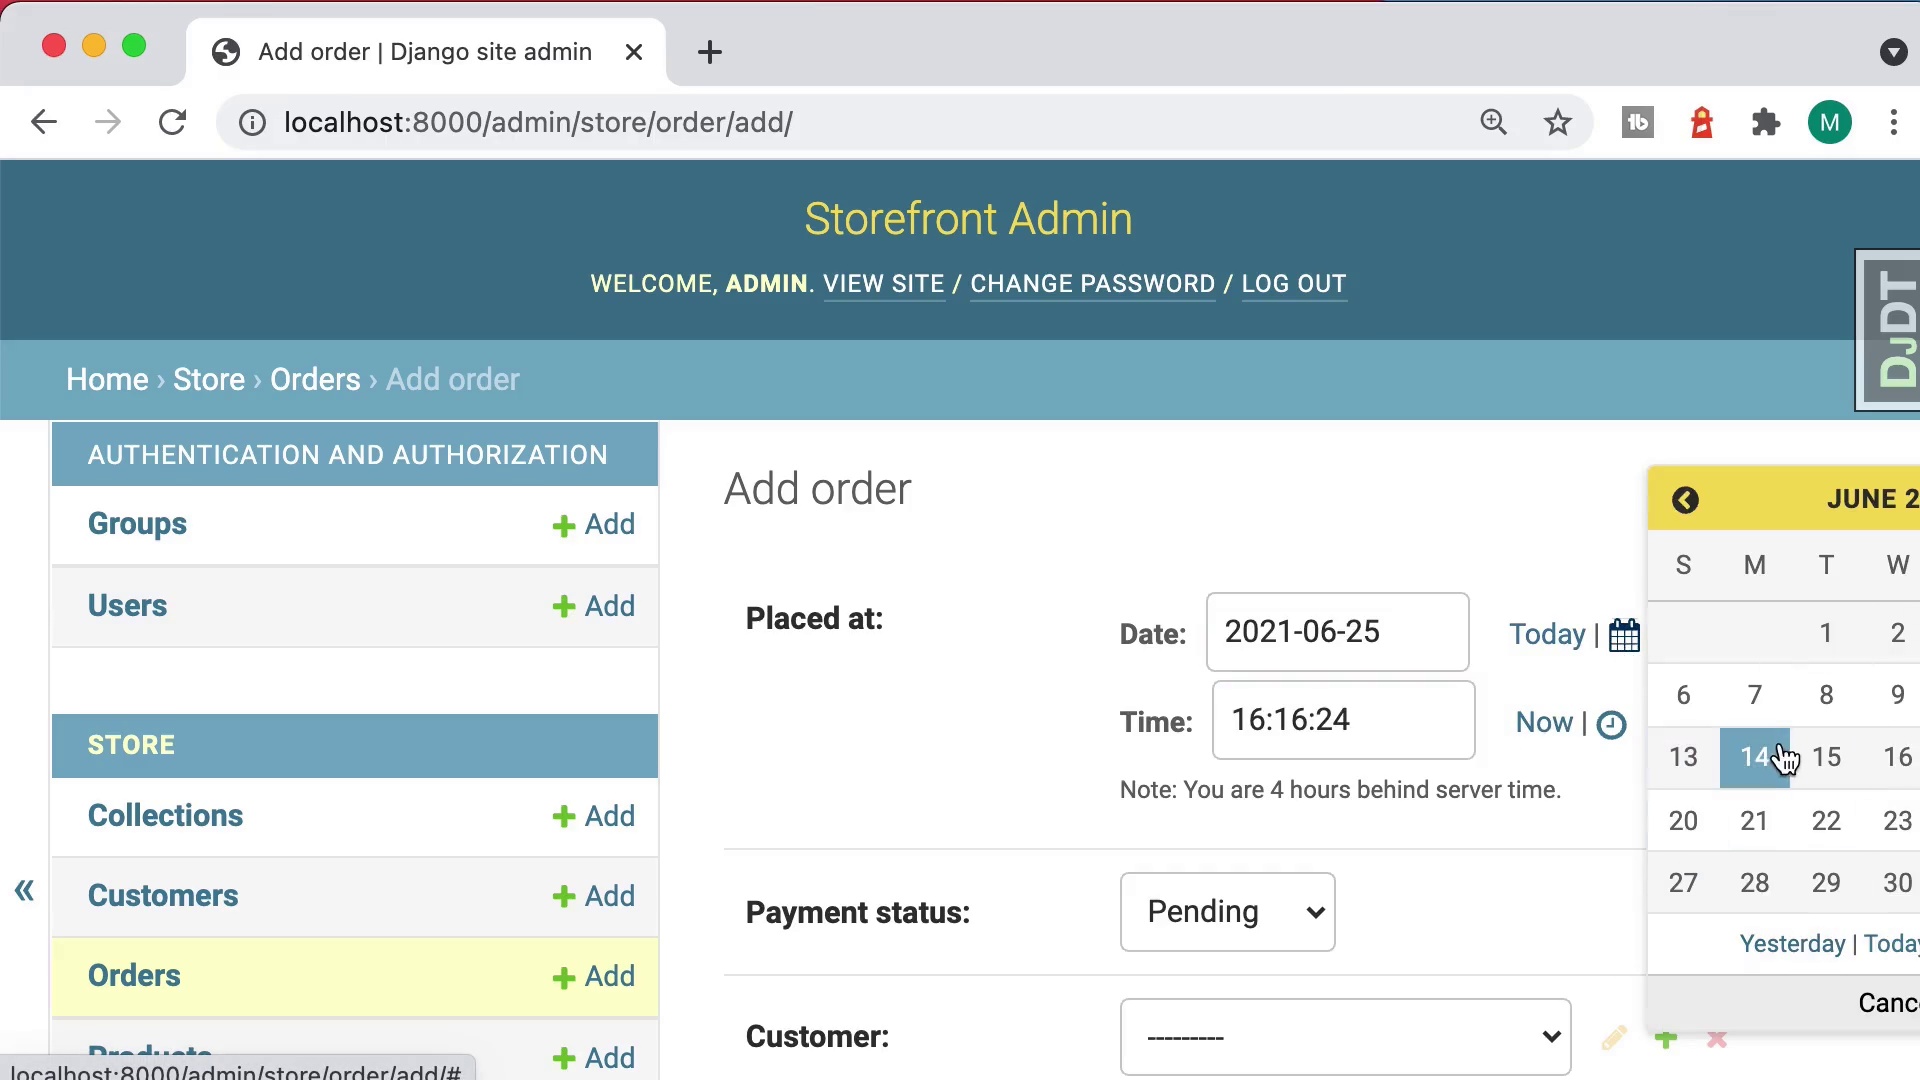 Add order | Django site admin
localhost:8000/admin/store/order/add/
M
Storefront Admin
WELCOME, ADMIN. VIEW SITE / CHANGE PASSWORD / LOG OUT
DJDT
Home › Store › Orders › Add order
AUTHENTICATION AND AUTHORIZATION
Groups Add
Users Add
STORE
Collections Add
Customers Add
Orders Add
Products Add
Add order
Placed at:
Date: 2021-06-25 Today |
Time: 16:16:24 Now |
Note: You are 4 hours behind server time.
Payment status: Pending
Customer: ---------
JUNE 2
S M T W
1 2
6 7 8 9
13 14 15 16
20 21 22 23
27 28 29 30
Yesterday | Today
Canc
localhost:8000/admin/store/order/add/#